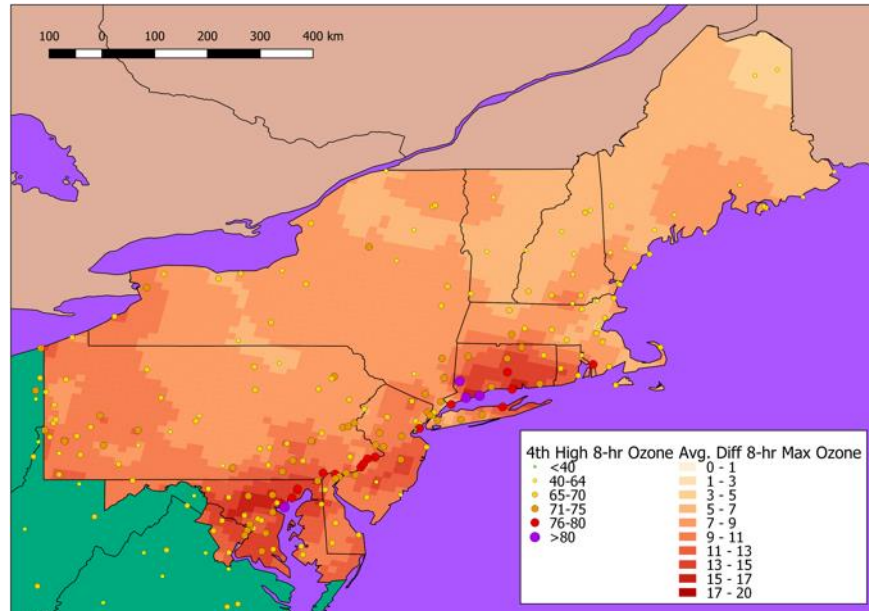 100 0 100 200 300 400 km
4th High 8-hr Ozone Avg. Diff 8-hr Max Ozone
<40 0 - 1
40-64 1 - 3
65-70 3 - 5
71-75 5 - 7
76-80 7 - 9
>80 9 - 11
11 - 13
13 - 15
15 - 17
17 - 20